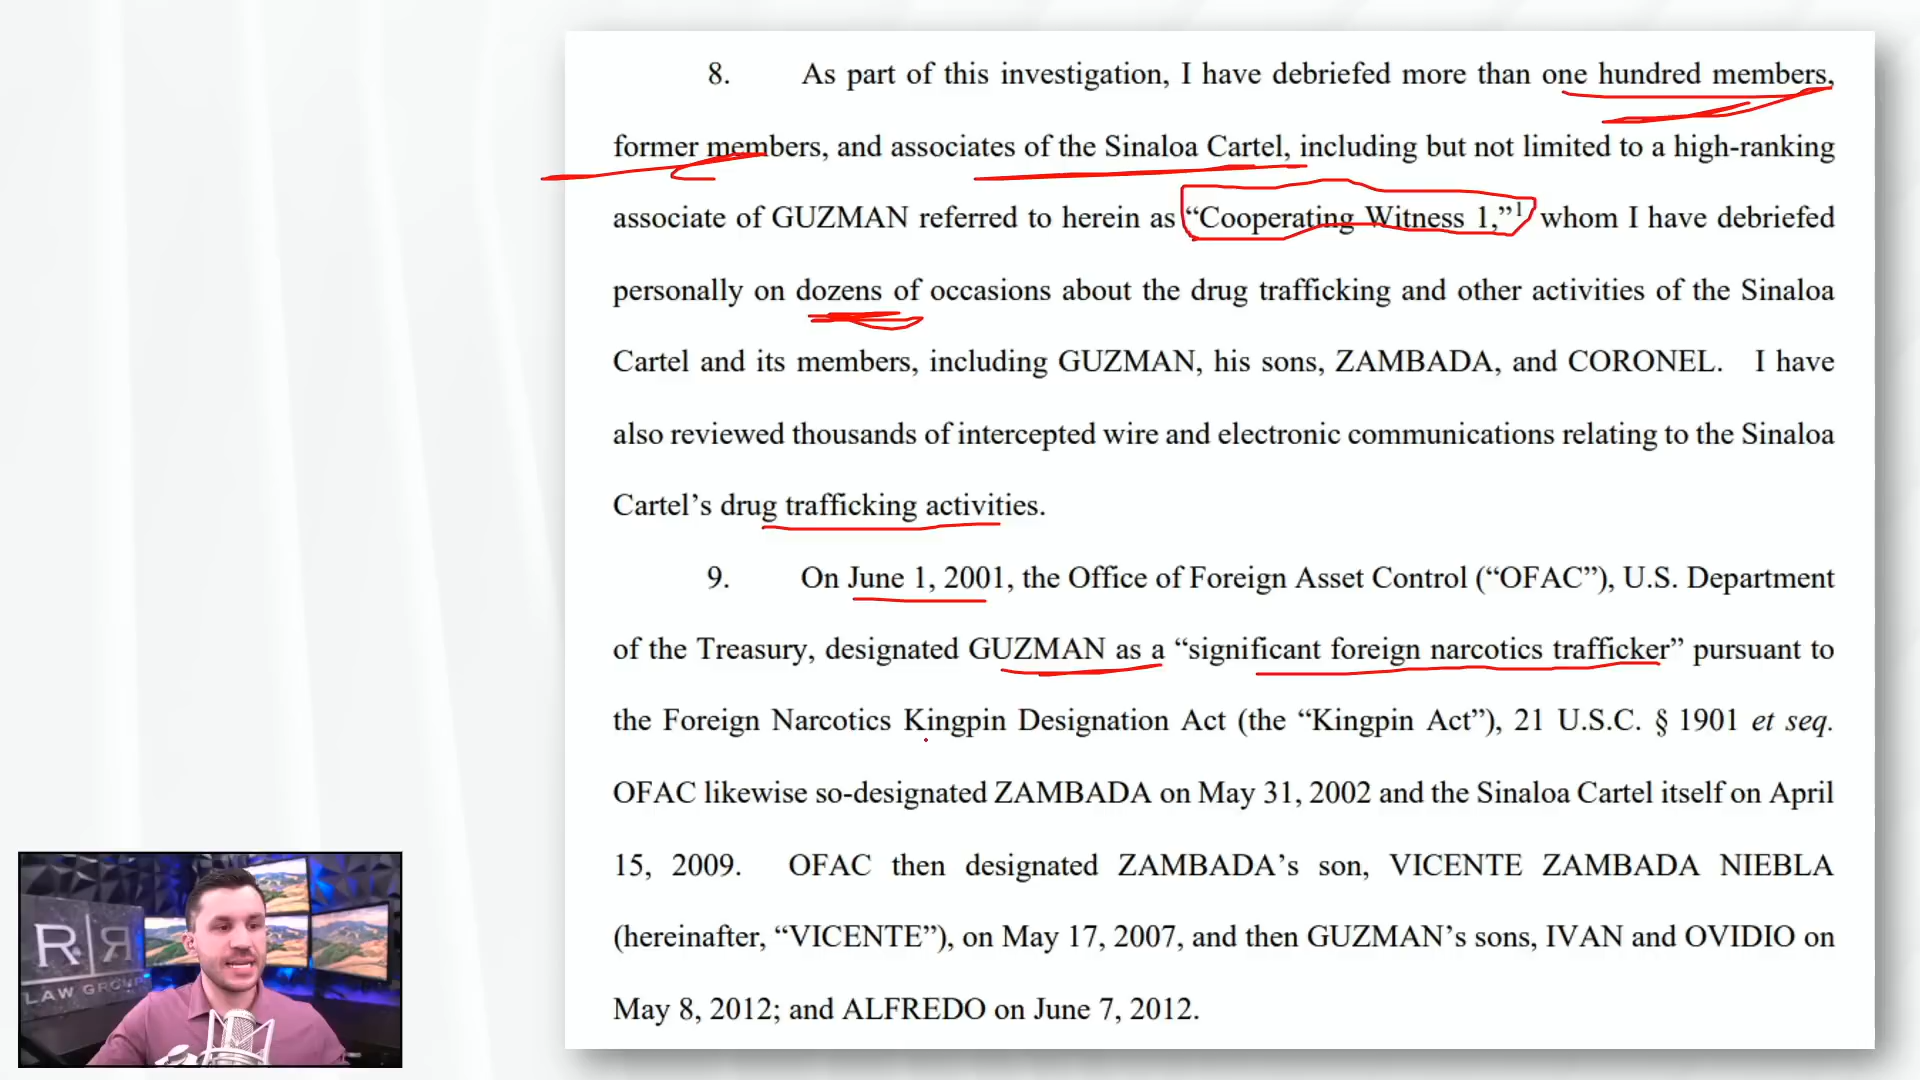 8. As part of this investigation, I have debriefed more than one hundred members,
former members, and associates of the Sinaloa Cartel, including but not limited to a high-ranking
associate of GUZMAN referred to herein as “Cooperating Witness 1,”1 whom I have debriefed
personally on dozens of occasions about the drug trafficking and other activities of the Sinaloa
Cartel and its members, including GUZMAN, his sons, ZAMBADA, and CORONEL. I have
also reviewed thousands of intercepted wire and electronic communications relating to the Sinaloa
Cartel’s drug trafficking activities.
9. On June 1, 2001, the Office of Foreign Asset Control (“OFAC”), U.S. Department
of the Treasury, designated GUZMAN as a “significant foreign narcotics trafficker” pursuant to
the Foreign Narcotics Kingpin Designation Act (the “Kingpin Act”), 21 U.S.C. § 1901 et seq.
OFAC likewise so-designated ZAMBADA on May 31, 2002 and the Sinaloa Cartel itself on April
15, 2009. OFAC then designated ZAMBADA’s son, VICENTE ZAMBADA NIEBLA
(hereinafter, “VICENTE”), on May 17, 2007, and then GUZMAN’s sons, IVAN and OVIDIO on
May 8, 2012; and ALFREDO on June 7, 2012.
R|R
LAW GROUP